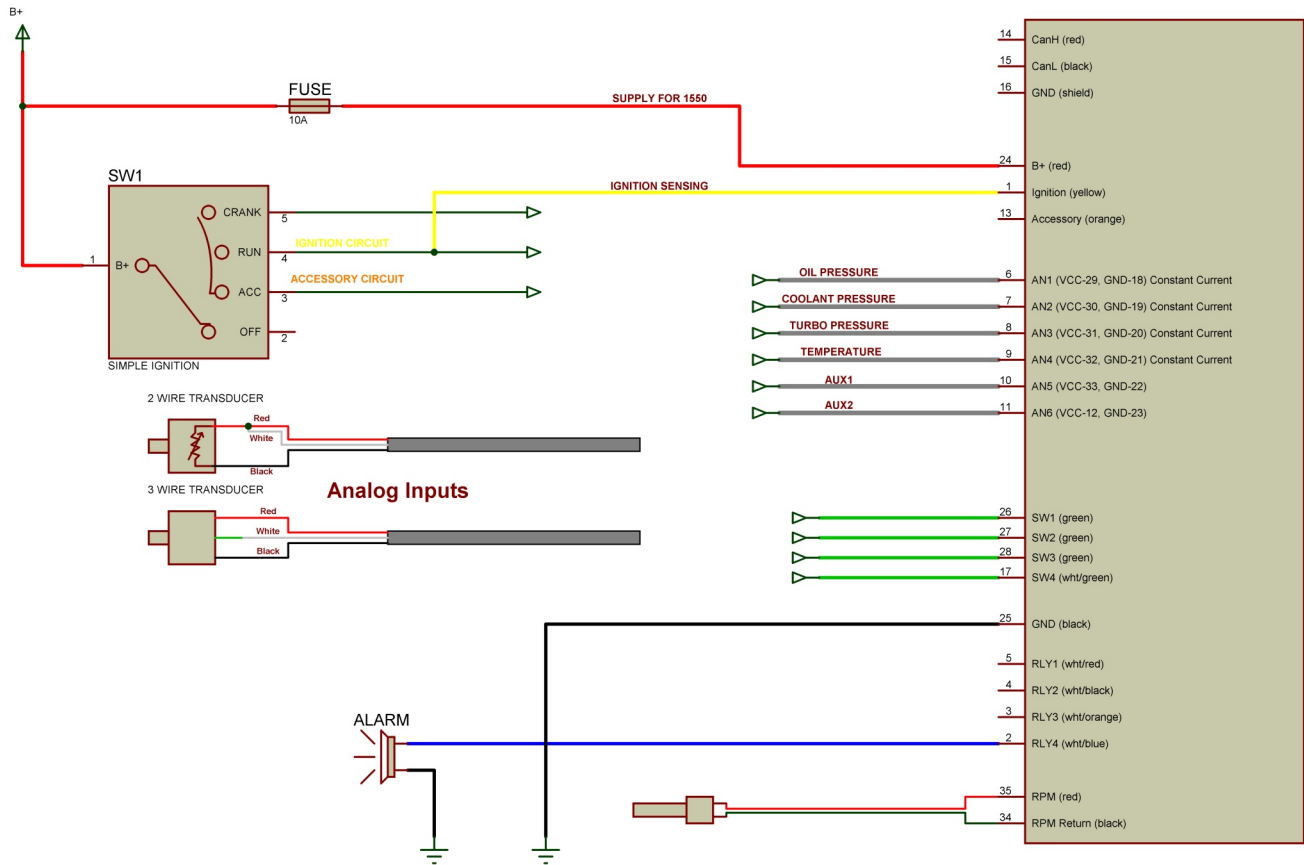 B+
FUSE
10A
SUPPLY FOR 1550
SW1
1
B+
CRANK
5
RUN
4
ACC
3
OFF
2
SIMPLE IGNITION
IGNITION CIRCUIT
ACCESSORY CIRCUIT
IGNITION SENSING
2 WIRE TRANSDUCER
Red
White
Black
3 WIRE TRANSDUCER
Red
White
Black
Analog Inputs
14 CanH (red)
15 CanL (black)
16 GND (shield)
24 B+ (red)
1 Ignition (yellow)
13 Accessory (orange)
OIL PRESSURE 6 AN1 (VCC-29, GND-18) Constant Current
COOLANT PRESSURE 7 AN2 (VCC-30, GND-19) Constant Current
TURBO PRESSURE 8 AN3 (VCC-31, GND-20) Constant Current
TEMPERATURE 9 AN4 (VCC-32, GND-21) Constant Current
AUX1 10 AN5 (VCC-33, GND-22)
AUX2 11 AN6 (VCC-12, GND-23)
26 SW1 (green)
27 SW2 (green)
28 SW3 (green)
17 SW4 (wht/green)
25 GND (black)
5 RLY1 (wht/red)
4 RLY2 (wht/black)
3 RLY3 (wht/orange)
ALARM
2 RLY4 (wht/blue)
35 RPM (red)
34 RPM Return (black)